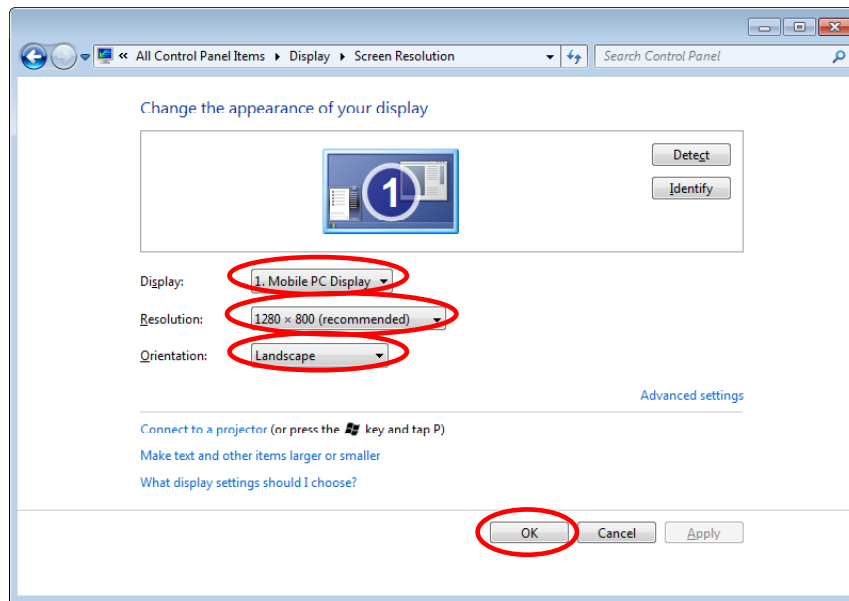 « All Control Panel Items Display Screen Resolution Search Control Panel
Change the appearance of your display
1
Detect
Identify
Display: 1. Mobile PC Display
Resolution: 1280 × 800 (recommended)
Orientation: Landscape
Advanced settings
Connect to a projector (or press the key and tap P)
Make text and other items larger or smaller
What display settings should I choose?
OK Cancel Apply